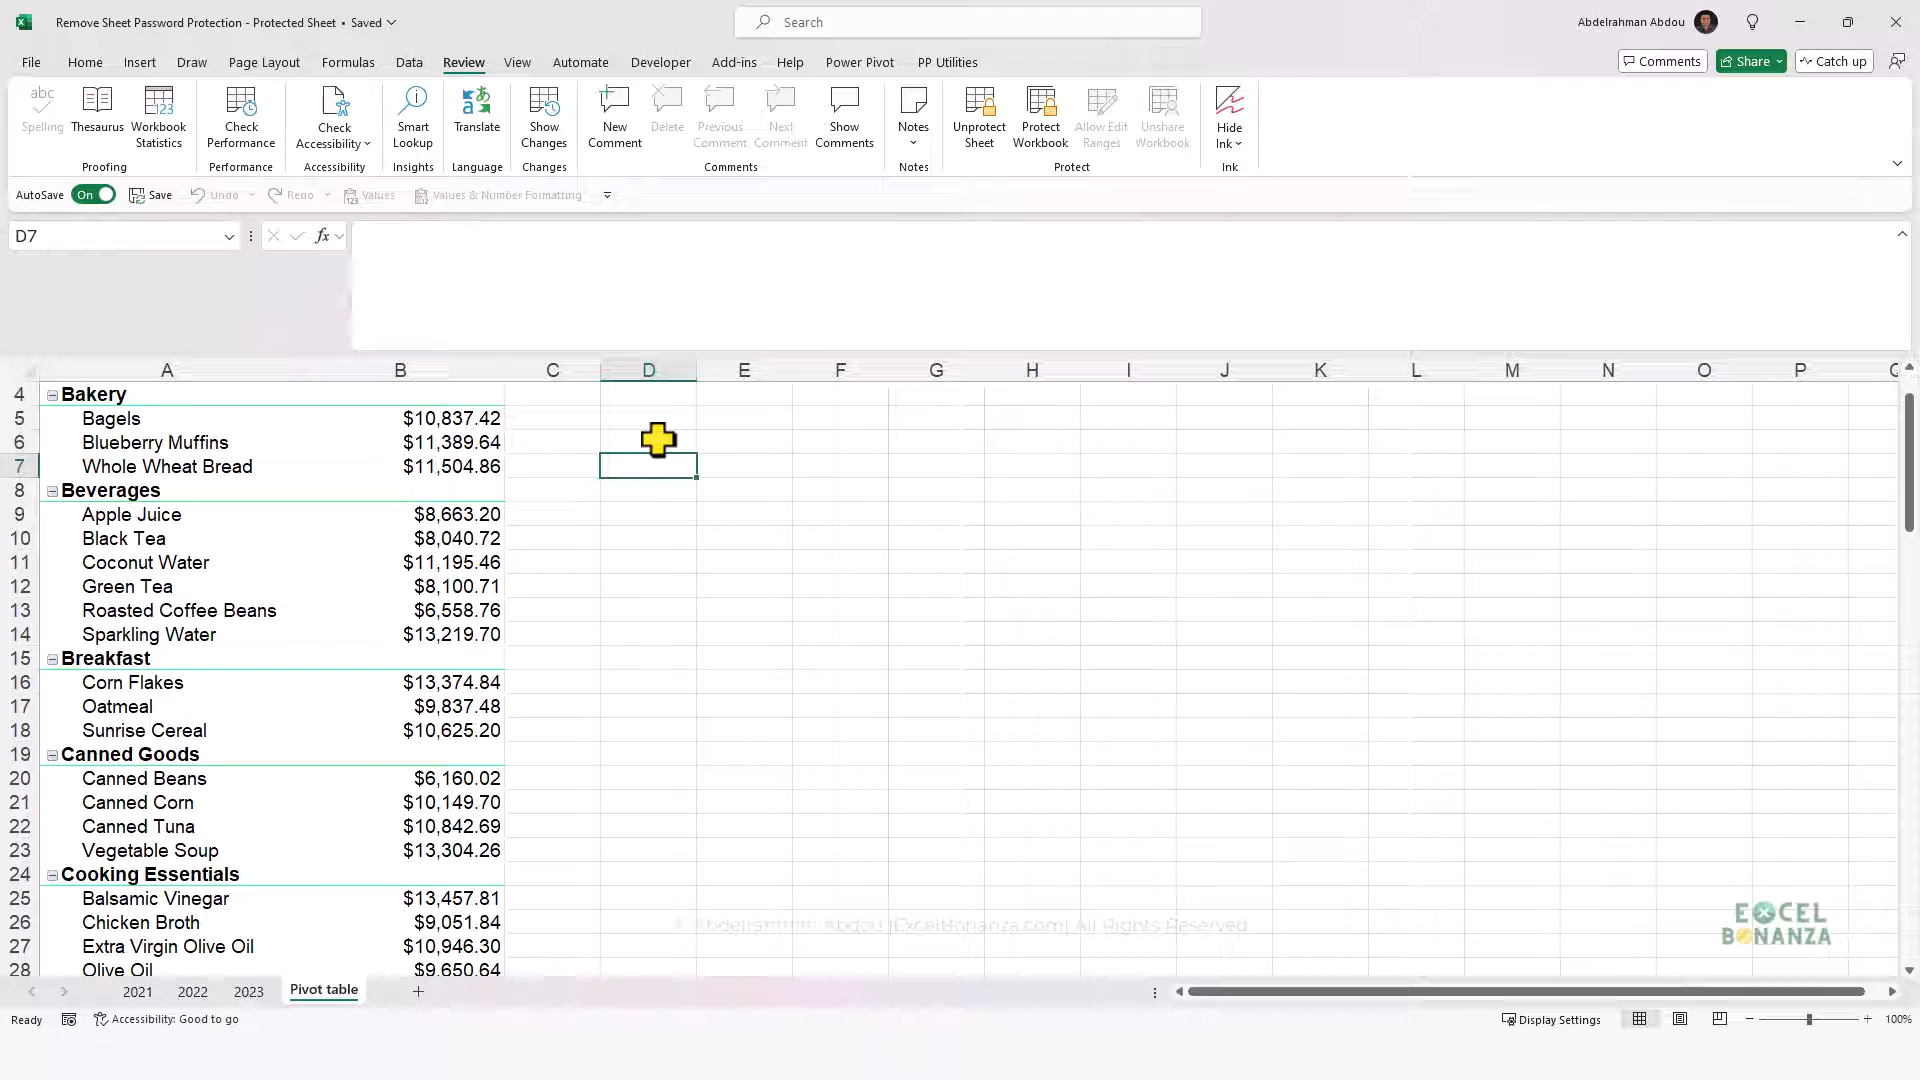 Remove Sheet Password Protection - Protected Sheet • Saved
Search
Abdelrahman Abdou
File Home Insert Draw Page Layout Formulas Data Review View Automate Developer Add-ins Help Power Pivot PP Utilities
Comments Share Catch up
abc
Spelling
Thesaurus
Workbook Statistics
Check Performance
Check Accessibility
Smart Lookup
Translate
Show Changes
New Comment
Delete
Previous Comment
Next Comment
Show Comments
Notes
Unprotect Sheet
Protect Workbook
Allow Edit Ranges
Unshare Workbook
Hide Ink
Proofing Performance Accessibility Insights Language Changes Comments Notes Protect Ink
AutoSave On Save Undo Redo Values Values & Number Formatting
D7 fx
A B C D E F G H I J K L M N O P
4 Bakery
5 Bagels $10,837.42
6 Blueberry Muffins $11,389.64
7 Whole Wheat Bread $11,504.86
8 Beverages
9 Apple Juice $8,663.20
10 Black Tea $8,040.72
11 Coconut Water $11,195.46
12 Green Tea $8,100.71
13 Roasted Coffee Beans $6,558.76
14 Sparkling Water $13,219.70
15 Breakfast
16 Corn Flakes $13,374.84
17 Oatmeal $9,837.48
18 Sunrise Cereal $10,625.20
19 Canned Goods
20 Canned Beans $6,160.02
21 Canned Corn $10,149.70
22 Canned Tuna $10,842.69
23 Vegetable Soup $13,304.26
24 Cooking Essentials
25 Balsamic Vinegar $13,457.81
26 Chicken Broth $9,051.84
27 Extra Virgin Olive Oil $10,946.30
28 Olive Oil $9,650.64
Abdou |ExcelBonanza.com| All Rights Reserved
EXCEL
BONANZA
2021 2022 2023 Pivot table
Ready Accessibility: Good to go Display Settings 100%